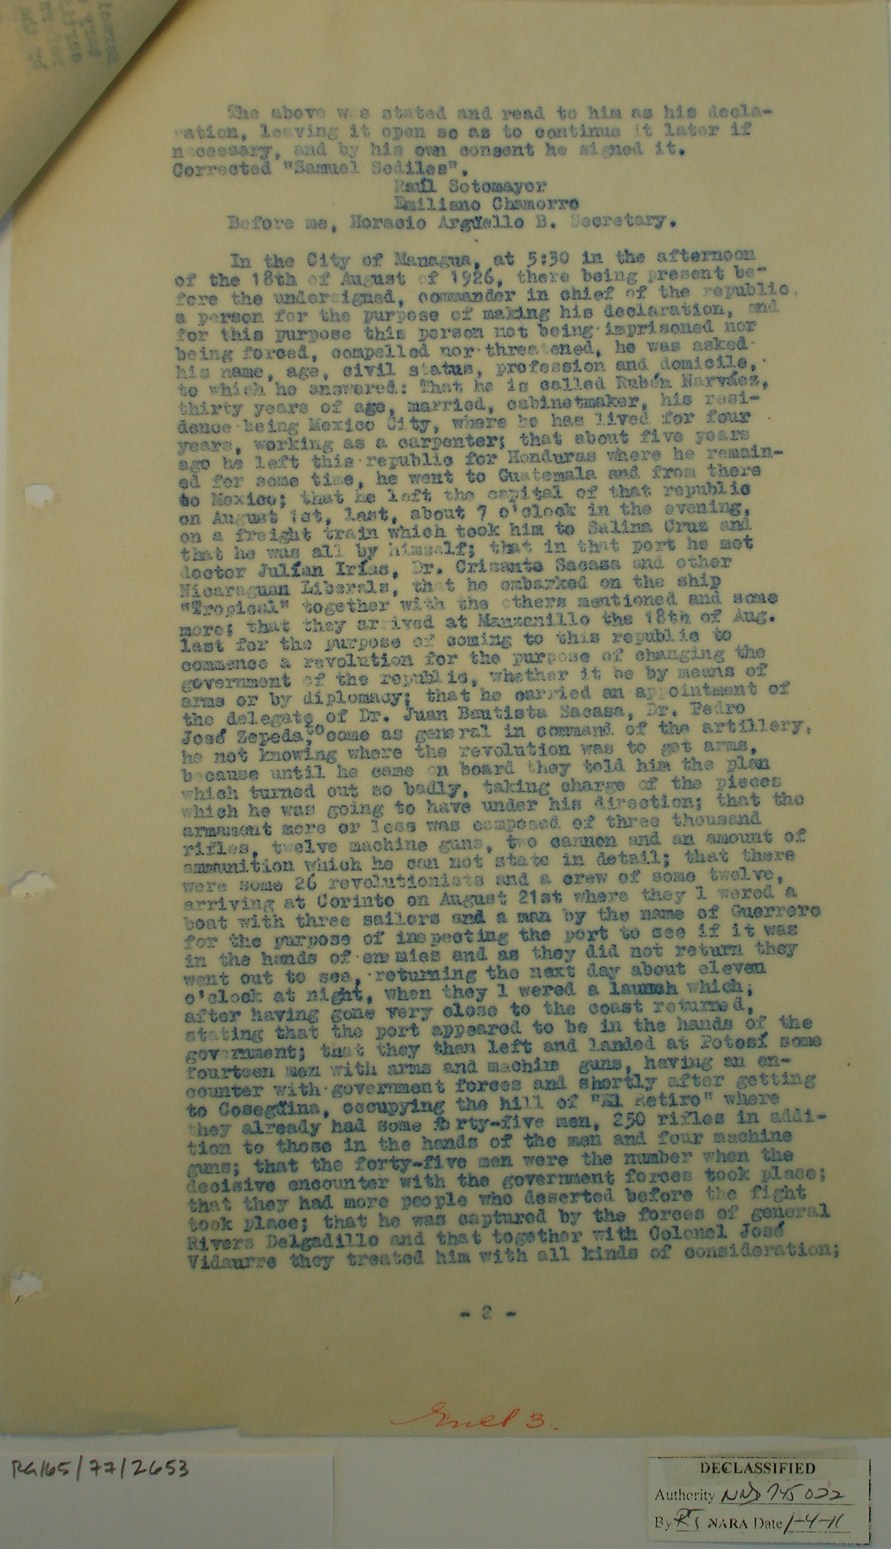 The above was stated and read to him as his decla-
ration, leaving it open so as to continue it later if
necessary, and by his own consent he signed it.
Corrected "Samuel Sediles".
Raúl Sotomayor
Emiliano Chamorro
Before me, Horacio Argüello B. Secretary.
In the City of Managua, at 5:30 in the afternoon
of the 18th of August of 1926, there being present be-
fore the undersigned, commander in chief of the republic
a person for the purpose of making his declaration, and
for this purpose this person not being imprisoned nor
being forced, compelled nor threatened, he was asked
his name, age, civil status, profession and domicile,
to which he answered: That he is called Rubén Narváez,
thirty years of age, married, cabinetmaker, his resi-
dence being Mexico City, where he has lived for four
years, working as a carpenter; that about five years
ago he left this republic for Honduras where he remain-
ed for some time, he went to Guatemala and from there
to Mexico; that he left the capital of that republic
on August 1st, last, about 7 o'clock in the evening,
on a freight train which took him to Salina Cruz and
that he was all by himself; that in that port he met
doctor Julían Irías, Dr. Crisanto Sacasa and other
Nicaraguan Liberals, that he embarked on the ship
"Tropical" together with the others mentioned and some
more; that they arrived at Manzanillo the 18th of Aug.
last for the purpose of coming to this republic to
commence a revolution for the purpose of changing the
government of the republic, whether it be by means of
arms or by diplomacy; that he carried an appointment of
the delegate of Dr. Juan Bautista Sacasa, Dr. Pedro
José Zepeda, to come as general in command of the artillery,
he not knowing where the revolution was to get arms,
because until he came on board they told him the plan
which turned out so badly, taking charge of the pieces
which he was going to have under his direction; that the
armament more or less was composed of three thousand
rifles, twelve machine guns, two cannon and an amount of
ammunition which he can not state in detail; that there
were some 26 revolutionists and a crew of some twelve,
arriving at Corinto on August 21st where they lowered a
boat with three sailors and a man by the name of Guerrero
for the purpose of inspecting the port to see if it was
in the hands of enemies and as they did not return they
went out to sea, returning the next day about eleven
o'clock at night, when they lowered a launch which;
after having gone very close to the coast returned,
stating that the port appeared to be in the hands of the
government; that they then left and landed at Potosí some
fourteen men with arms and machine guns, having an en-
counter with government forces and shortly after getting
to Cosegüina, occupying the hill of "El Retiro" where
they already had some forty-five men, 250 rifles in addi-
tion to those in the hands of the men and four machine
guns; that the forty-five men were the number when the
decisive encounter with the government forces took place;
that they had more people who deserted before the fight
took place; that he was captured by the forces of general
Rivers Delgadillo and that together with Colonel José
Vidaurre they treated him with all kinds of consideration;
- 2 -
Encl 3.
RG165/77/2653
DECLASSIFIED
Authority NND 745022
By RT NARA Date 1-4-11